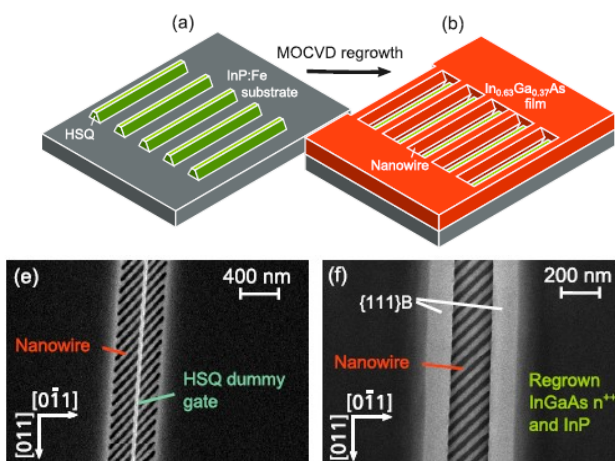 (a)
(b)
MOCVD regrowth
InP:Fe
substrate
HSQ
In0.63Ga0.37As
film
Nanowire
(e)
400 nm
Nanowire
HSQ dummy
gate
[01̄1]
[011]
(f)
200 nm
{111}B
Nanowire
Regrown
InGaAs n++
and InP
[01̄1]
[011]